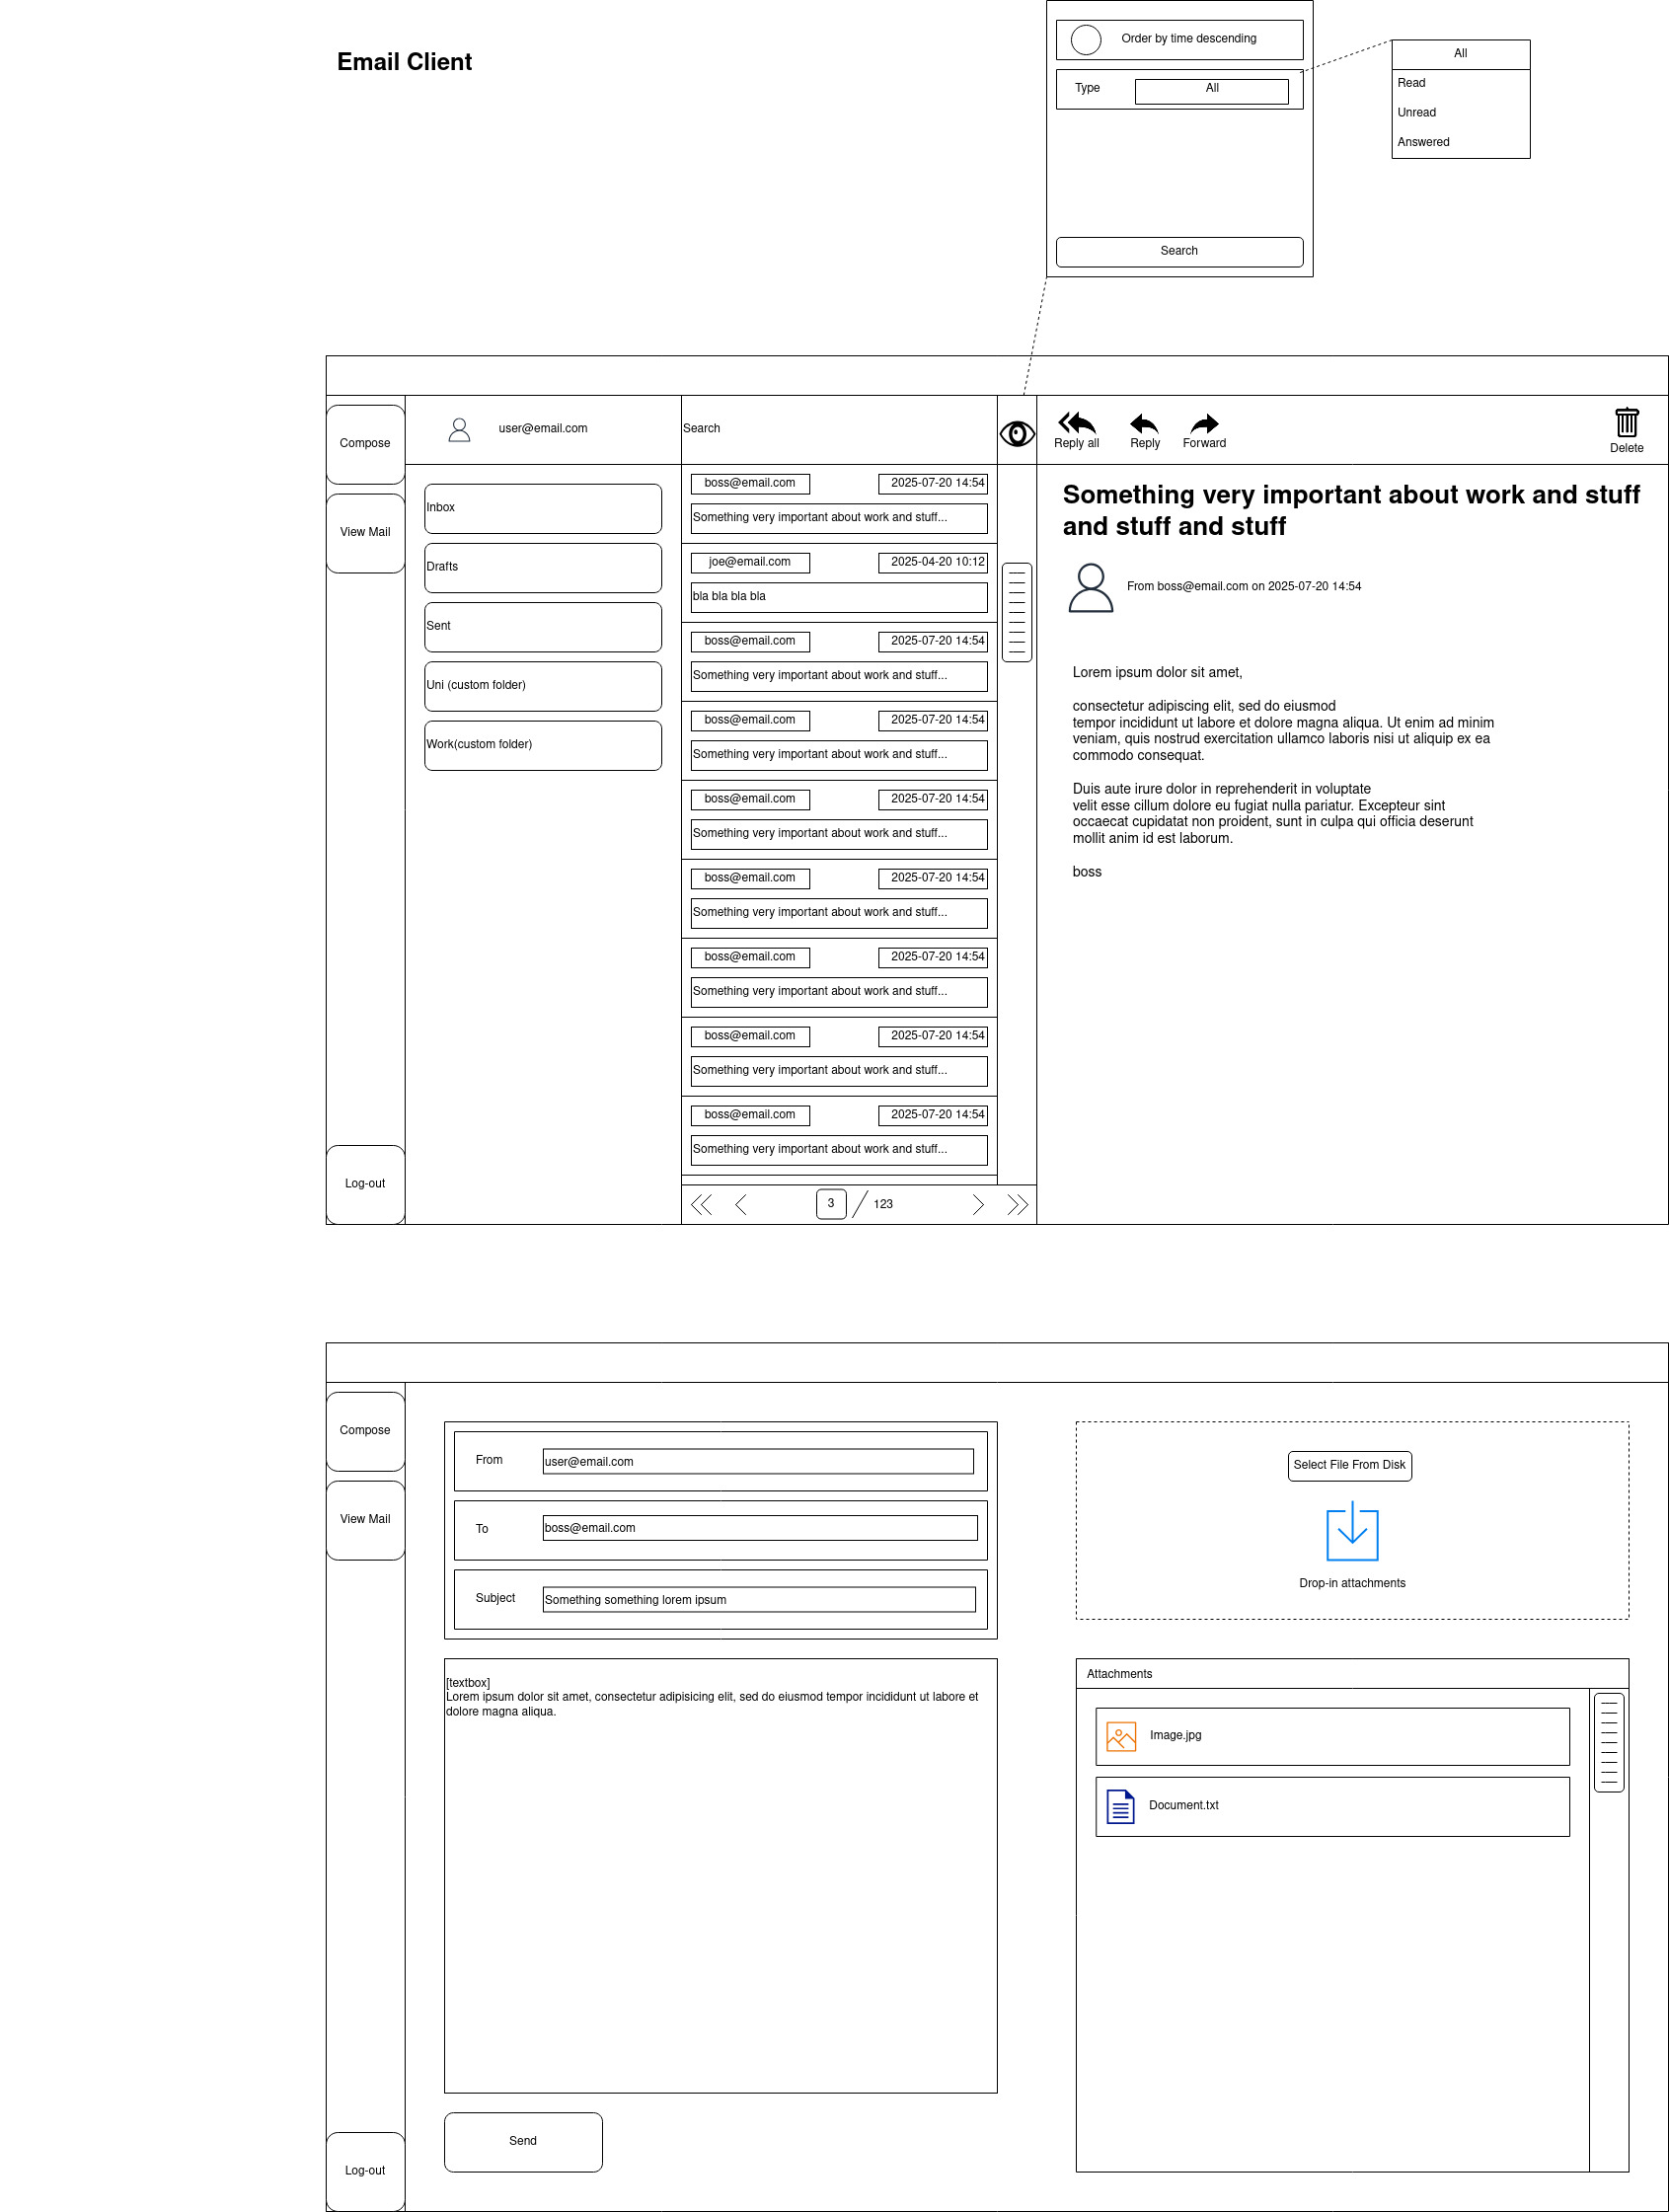 Email Client
Order by time descending
Type
All
Search
All
Read
Unread
Answered
Compose
View Mail
Log-out
user@email.com
Inbox
Drafts
Sent
Uni (custom folder)
Work(custom folder)
Search
boss@email.com 2025-07-20 14:54
Something very important about work and stuff...
joe@email.com 2025-04-20 10:12
bla bla bla bla
boss@email.com 2025-07-20 14:54
Something very important about work and stuff...
boss@email.com 2025-07-20 14:54
Something very important about work and stuff...
boss@email.com 2025-07-20 14:54
Something very important about work and stuff...
boss@email.com 2025-07-20 14:54
Something very important about work and stuff...
boss@email.com 2025-07-20 14:54
Something very important about work and stuff...
boss@email.com 2025-07-20 14:54
Something very important about work and stuff...
boss@email.com 2025-07-20 14:54
Something very important about work and stuff...
3 / 123
Reply all
Reply
Forward
Delete
Something very important about work and stuff
and stuff and stuff
From boss@email.com on 2025-07-20 14:54
Lorem ipsum dolor sit amet,
consectetur adipiscing elit, sed do eiusmod
tempor incididunt ut labore et dolore magna aliqua. Ut enim ad minim
veniam, quis nostrud exercitation ullamco laboris nisi ut aliquip ex ea
commodo consequat.
Duis aute irure dolor in reprehenderit in voluptate
velit esse cillum dolore eu fugiat nulla pariatur. Excepteur sint
occaecat cupidatat non proident, sunt in culpa qui officia deserunt
mollit anim id est laborum.
boss
Compose
View Mail
Log-out
From
user@email.com
To
boss@email.com
Subject
Something something lorem ipsum
[textbox]
Lorem ipsum dolor sit amet, consectetur adipisicing elit, sed do eiusmod tempor incididunt ut labore et
dolore magna aliqua.
Send
Select File From Disk
Drop-in attachments
Attachments
Image.jpg
Document.txt